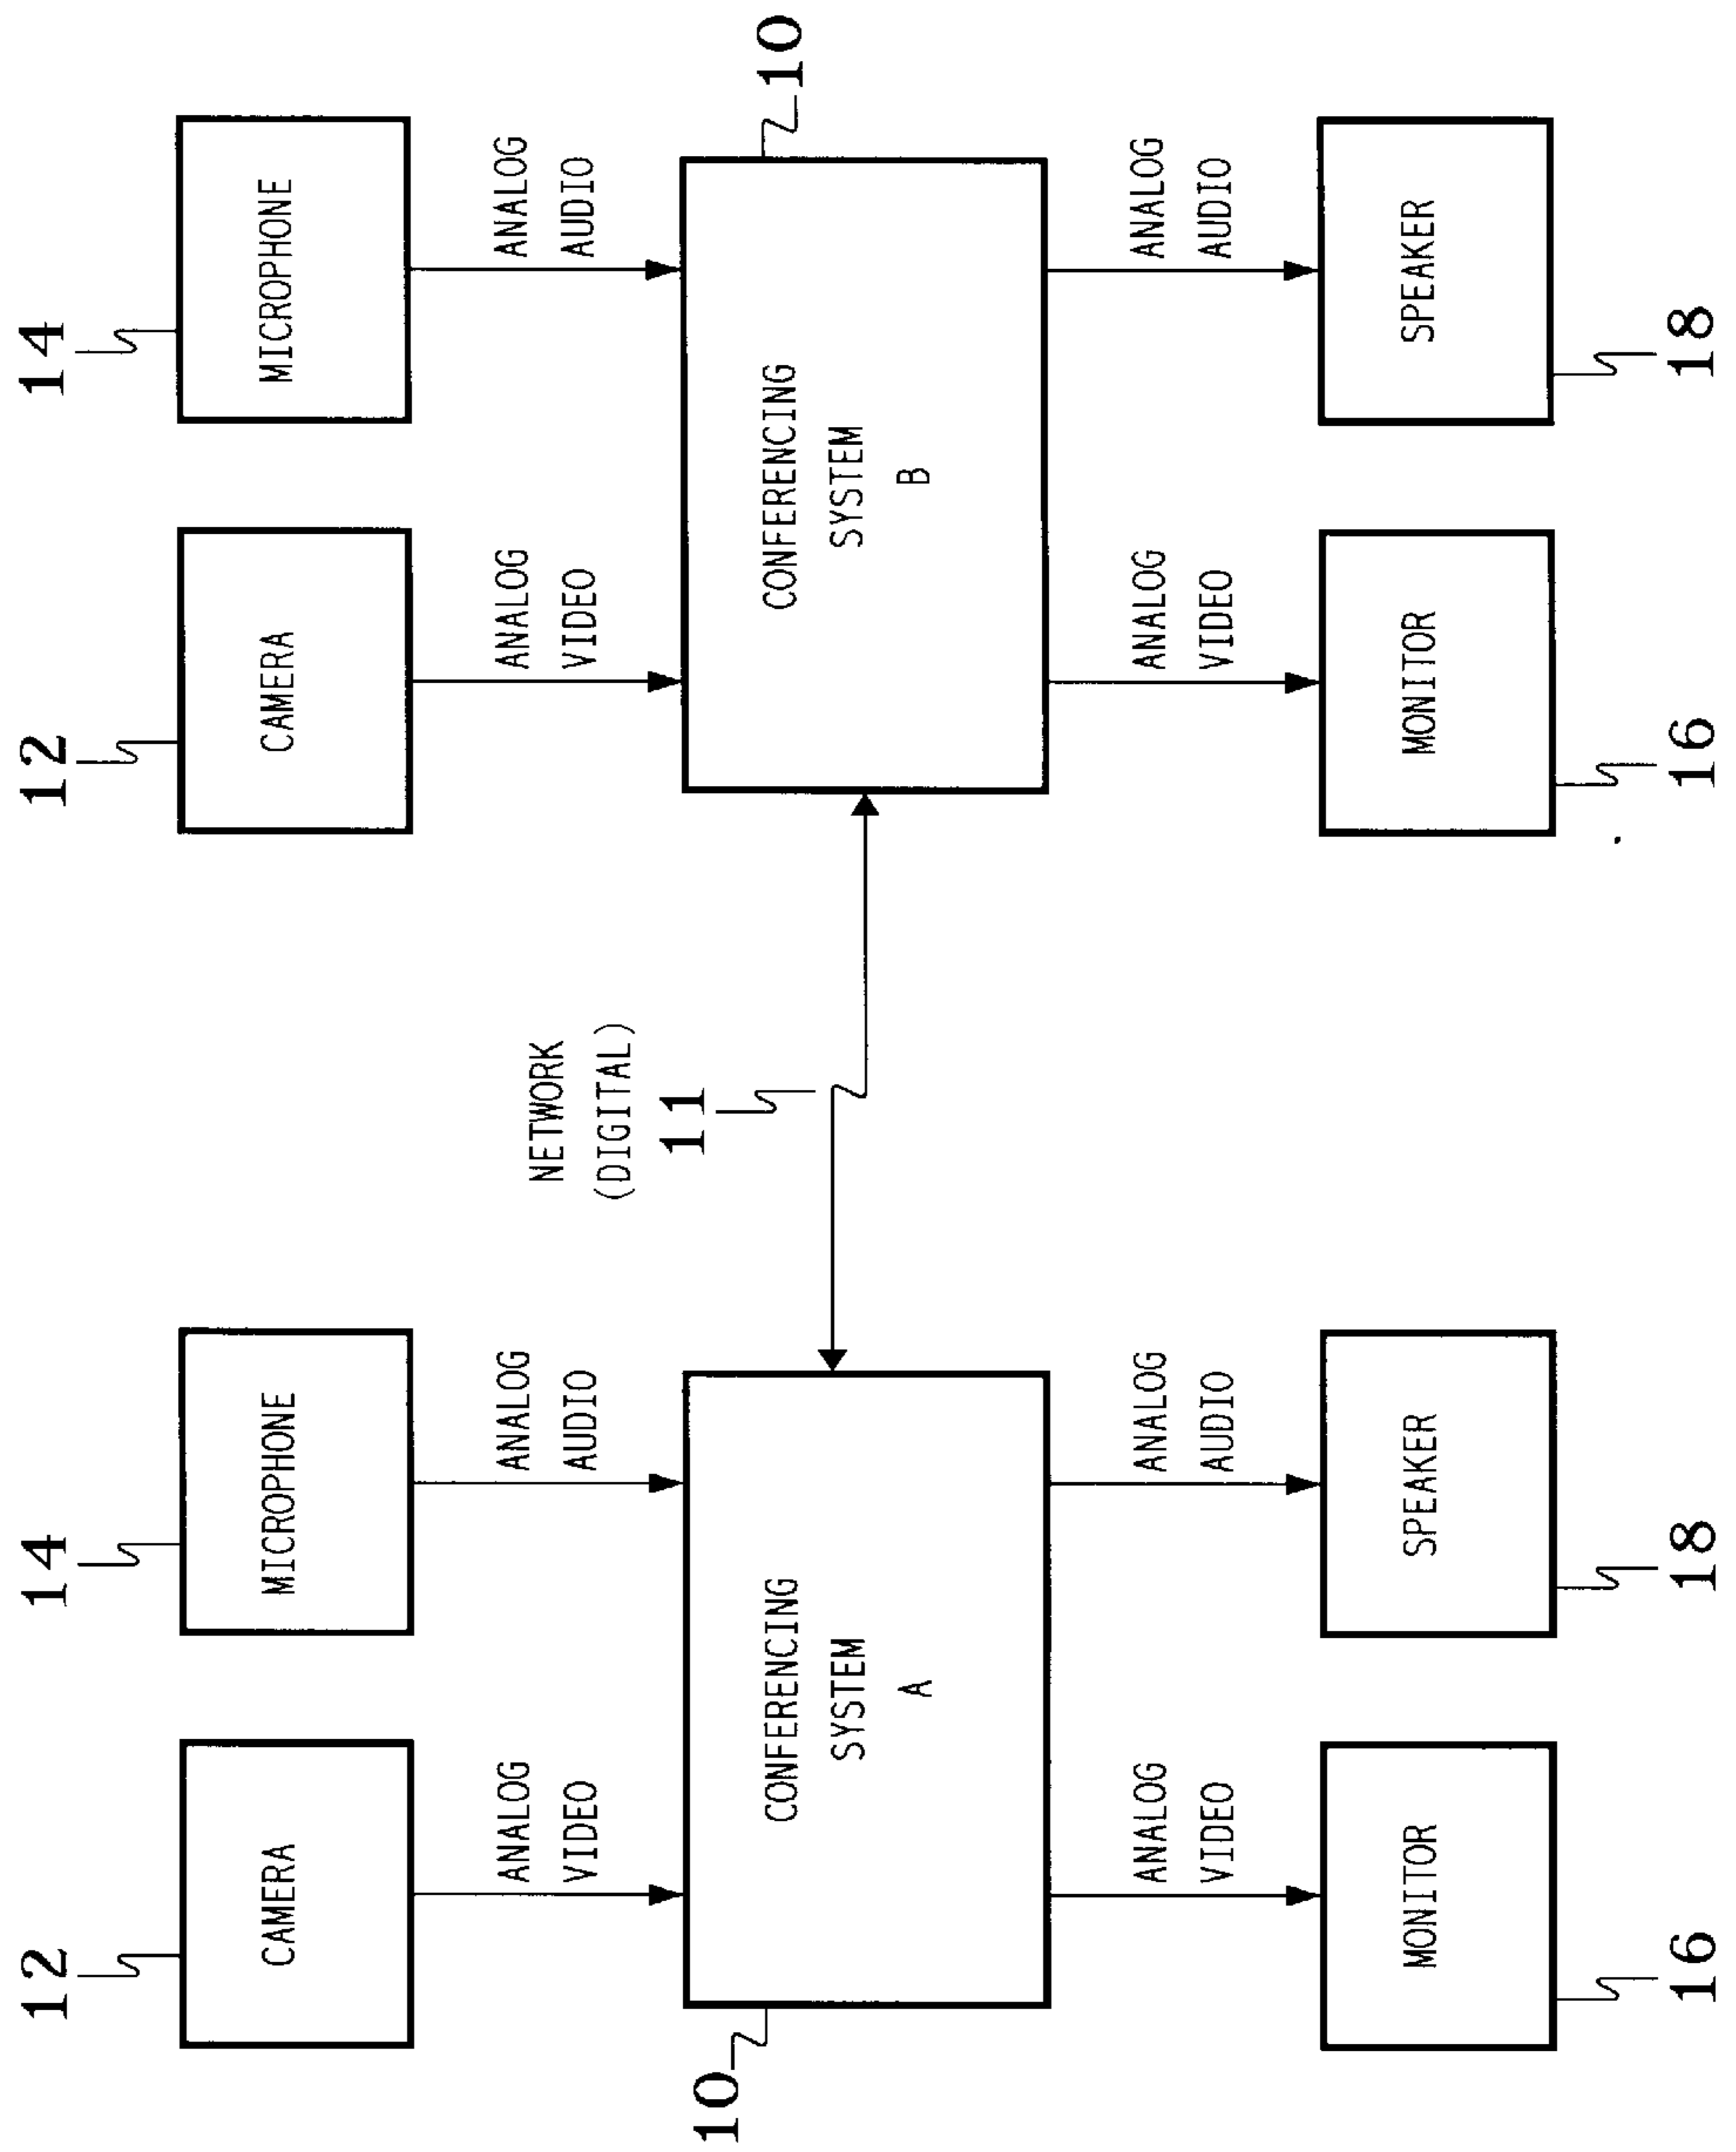 12
14
12
14
CAMERA
MICROPHONE
CAMERA
MICROPHONE
ANALOG
VIDEO
ANALOG
AUDIO
NETWORK
(DIGITAL)
11
ANALOG
VIDEO
ANALOG
AUDIO
10
CONFERENCING
SYSTEM
A
CONFERENCING
SYSTEM
B
10
ANALOG
VIDEO
ANALOG
AUDIO
ANALOG
VIDEO
ANALOG
AUDIO
MONITOR
SPEAKER
MONITOR
SPEAKER
16
18
16
18